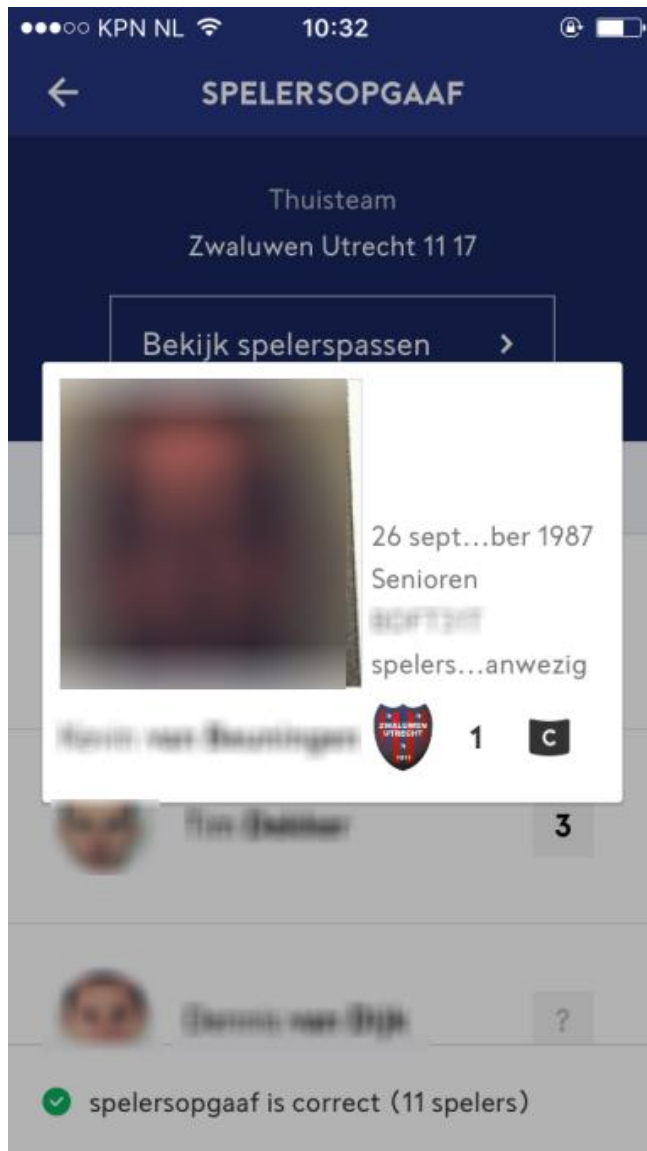 KPN NL 10:32
SPELERSOPGAAF
Thuisteam
Zwaluwen Utrecht 11 17
Bekijk spelerspassen
26 sept...ber 1987
Senioren
spelers...anwezig
ZWALUWEN
UTRECHT
1911
1 C
3
?
spelersopgaaf is correct (11 spelers)